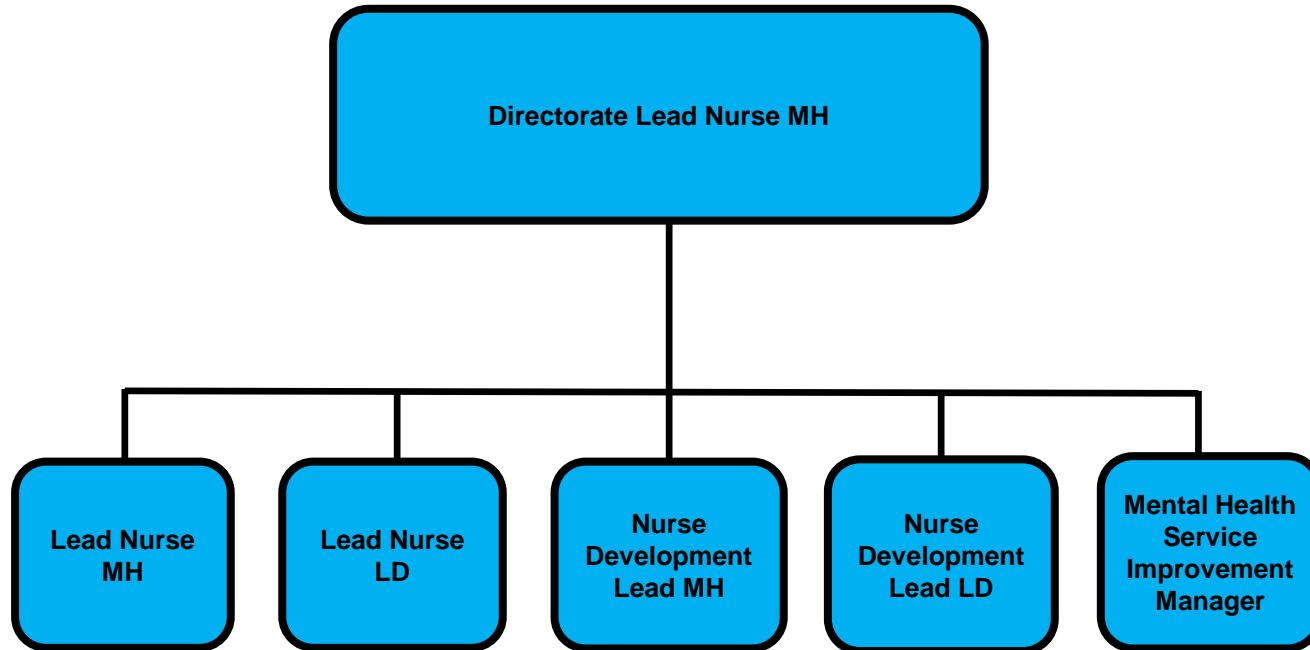 Directorate Lead Nurse MH
Lead Nurse
MH
Lead Nurse
LD
Nurse
Development
Lead MH
Nurse
Development
Lead LD
Mental Health
Service
Improvement
Manager